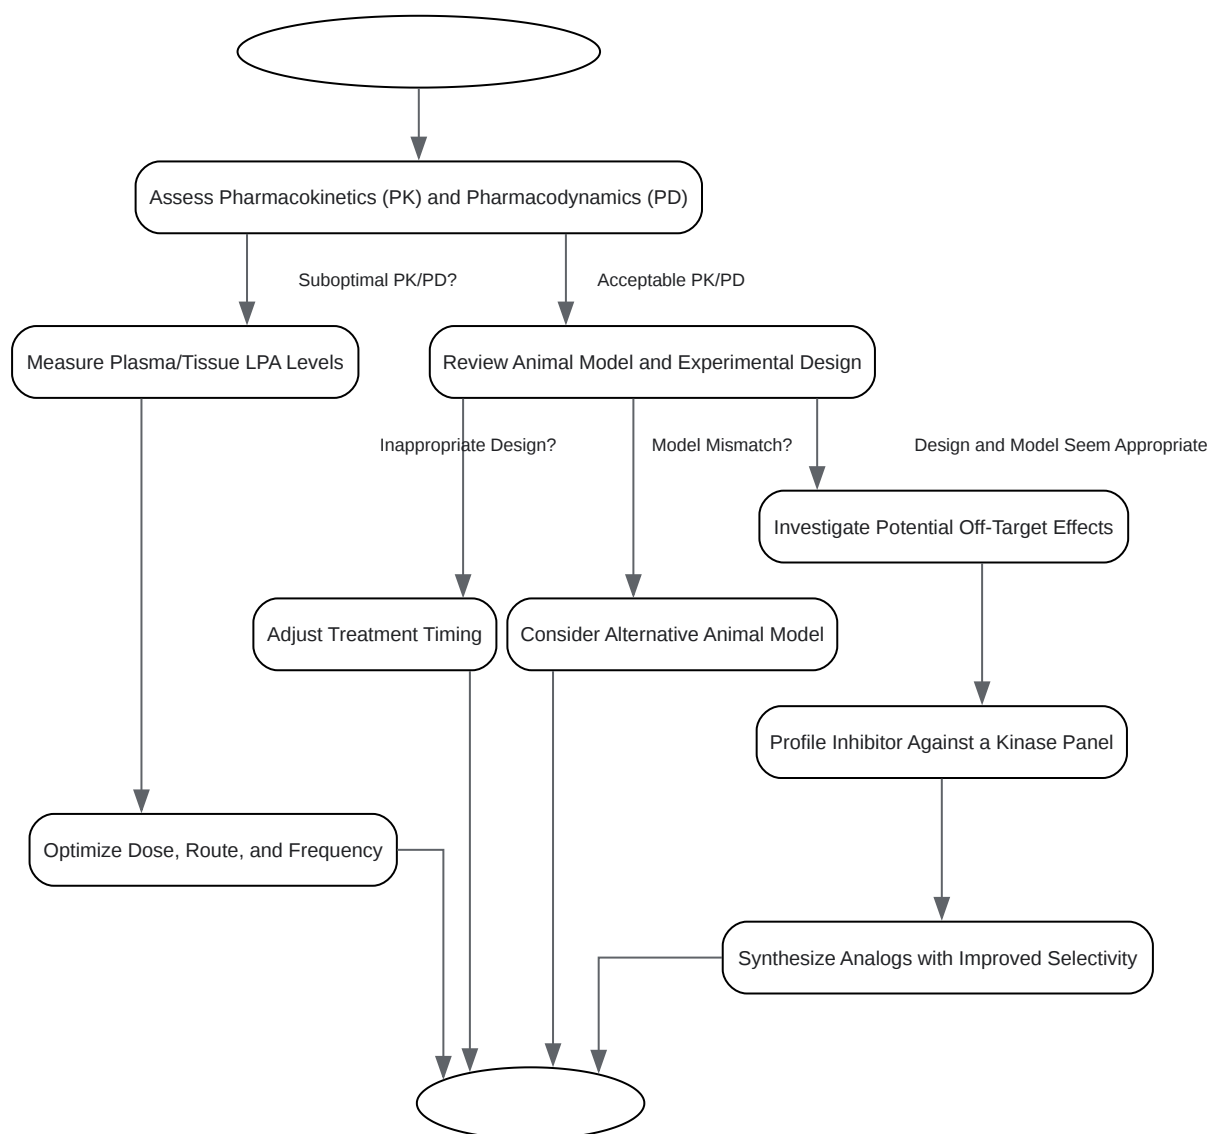 Assess Pharmacokinetics (PK) and Pharmacodynamics (PD)
Suboptimal PK/PD?
Acceptable PK/PD
Measure Plasma/Tissue LPA Levels
Review Animal Model and Experimental Design
Inappropriate Design?
Model Mismatch?
Design and Model Seem Appropriate
Investigate Potential Off-Target Effects
Adjust Treatment Timing
Consider Alternative Animal Model
Profile Inhibitor Against a Kinase Panel
Optimize Dose, Route, and Frequency
Synthesize Analogs with Improved Selectivity